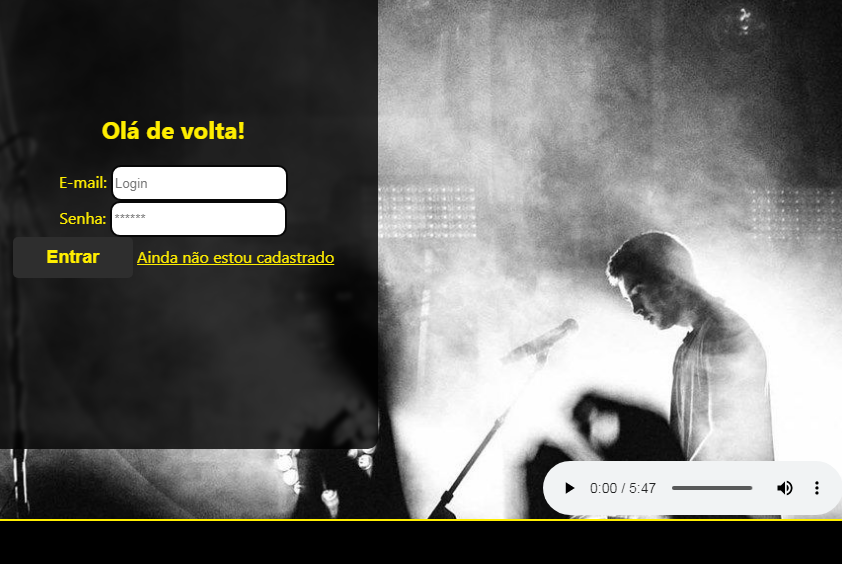 Olá de volta!
E-mail: Login
Senha: ******
Entrar Ainda não estou cadastrado
0:00 / 5:47